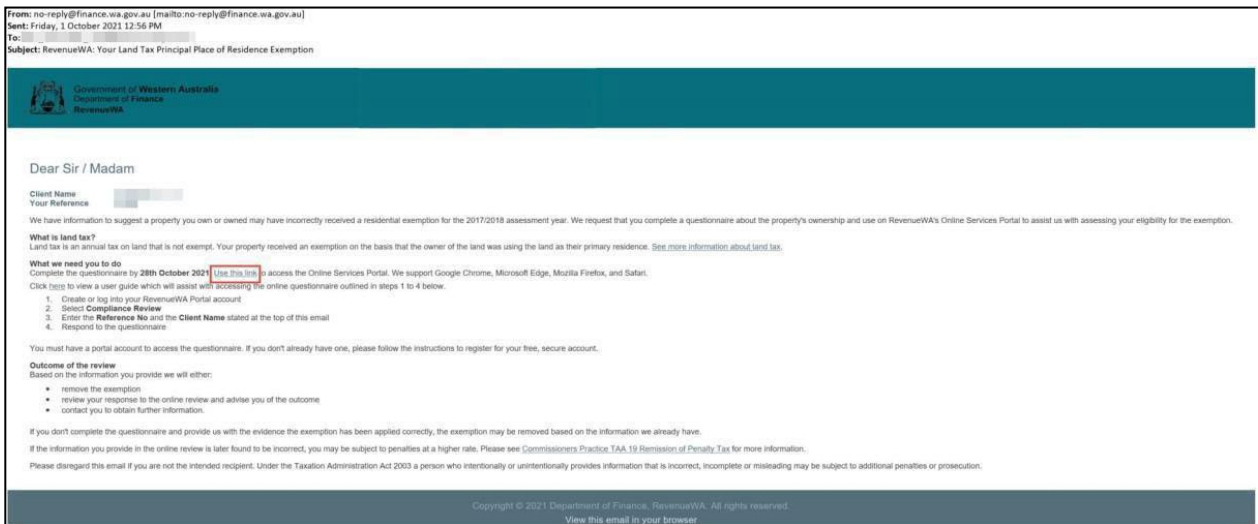 From: no-reply@finance.wa.gov.au [mailto:no-reply@finance.wa.gov.au]
Sent: Friday, 1 October 2021 12:56 PM
To:
Subject: RevenueWA: Your Land Tax Principal Place of Residence Exemption
Government of Western Australia
Department of Finance
RevenueWA
Dear Sir / Madam
Client Name
Your Reference
We have information to suggest a property you own or owned may have incorrectly received a residential exemption for the 2017/2018 assessment year. We request that you complete a questionnaire about the property's ownership and use on RevenueWA's Online Services Portal to assist us with assessing your eligibility for the exemption.
What is land tax?
Land tax is an annual tax on land that is not exempt. Your property received an exemption on the basis that the owner of the land was using the land as their primary residence. See more information about land tax.
What we need you to do
Complete the questionnaire by 28th October 2021 Use this link to access the Online Services Portal. We support Google Chrome, Microsoft Edge, Mozilla Firefox, and Safari.
Click here to view a user guide which will assist with accessing the online questionnaire outlined in steps 1 to 4 below.
1. Create or log into your RevenueWA Portal account
2. Select Compliance Review
3. Enter the Reference No and the Client Name stated at the top of this email
4. Respond to the questionnaire
You must have a portal account to access the questionnaire. If you don't already have one, please follow the instructions to register for your free, secure account.
Outcome of the review
Based on the information you provide we will either:
• remove the exemption
• review your response to the online review and advise you of the outcome
• contact you to obtain further information.
If you don't complete the questionnaire and provide us with the evidence the exemption has been applied correctly, the exemption may be removed based on the information we already have.
If the information you provide in the online review is later found to be incorrect, you may be subject to penalties at a higher rate. Please see Commissioners Practice TAA 19 Remission of Penalty Tax for more information.
Please disregard this email if you are not the intended recipient. Under the Taxation Administration Act 2003 a person who intentionally or unintentionally provides information that is incorrect, incomplete or misleading may be subject to additional penalties or prosecution.
Copyright © 2021 Department of Finance, RevenueWA. All rights reserved.
View this email in your browser